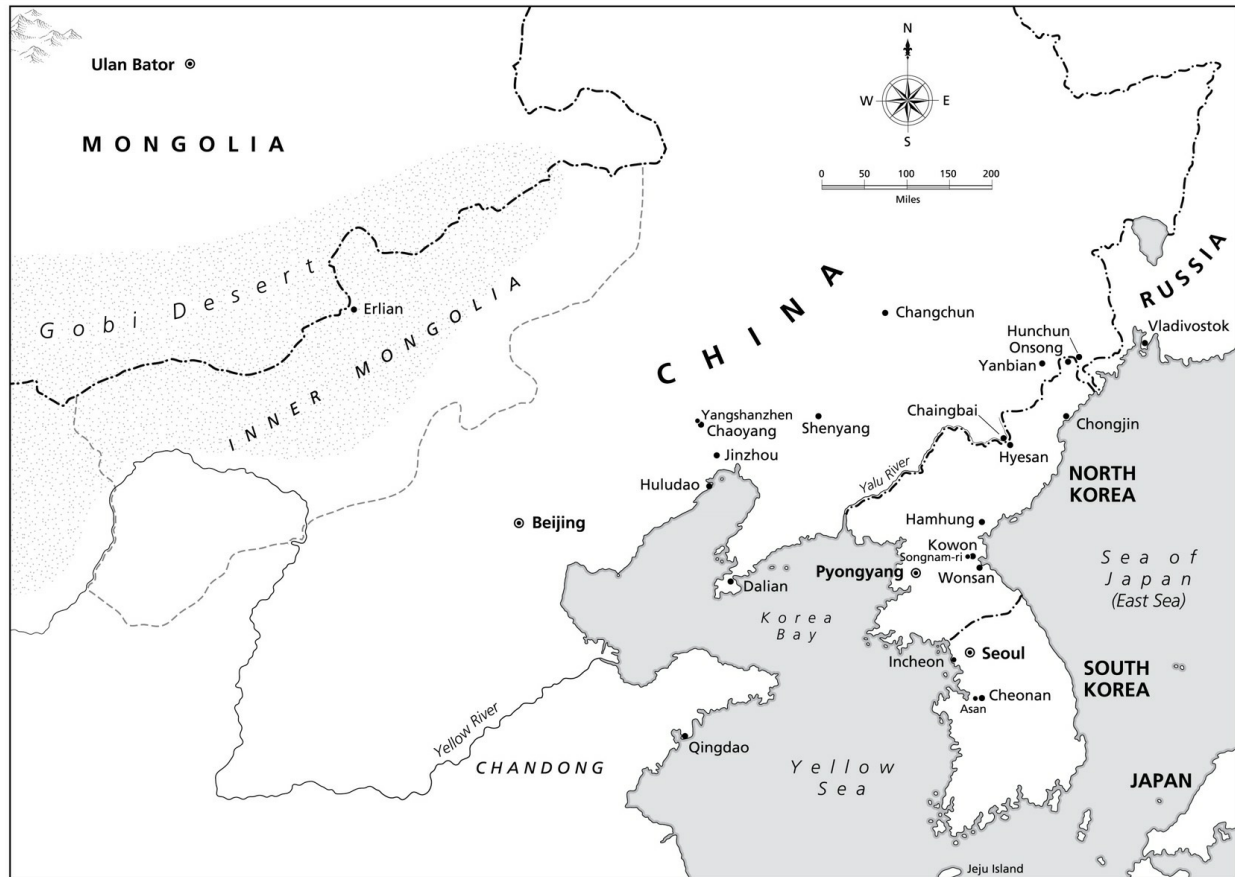 N
Ulan Bator
W
E
MONGOLIA
S
0 50 100 150 200
Miles
RUSSIA
Gobi Desert
Erlian
INNER MONGOLIA
CHINA
Changchun
Hunchun
Onsong
Vladivostok
Yanbian
Yangshanzhen
Chaoyang
Shenyang
Chaingbai
Chongjin
Jinzhou
Hyesan
Huludao
Yalu River
NORTH
KOREA
Beijing
Hamhung
Kowon
Songnam-ri
Sea of
Japan
(East Sea)
Pyongyang
Wonsan
Dalian
Korea
Bay
Incheon
Seoul
SOUTH
KOREA
Cheonan
Asan
Yellow River
Qingdao
CHANDONG
Yellow
Sea
JAPAN
Jeju Island